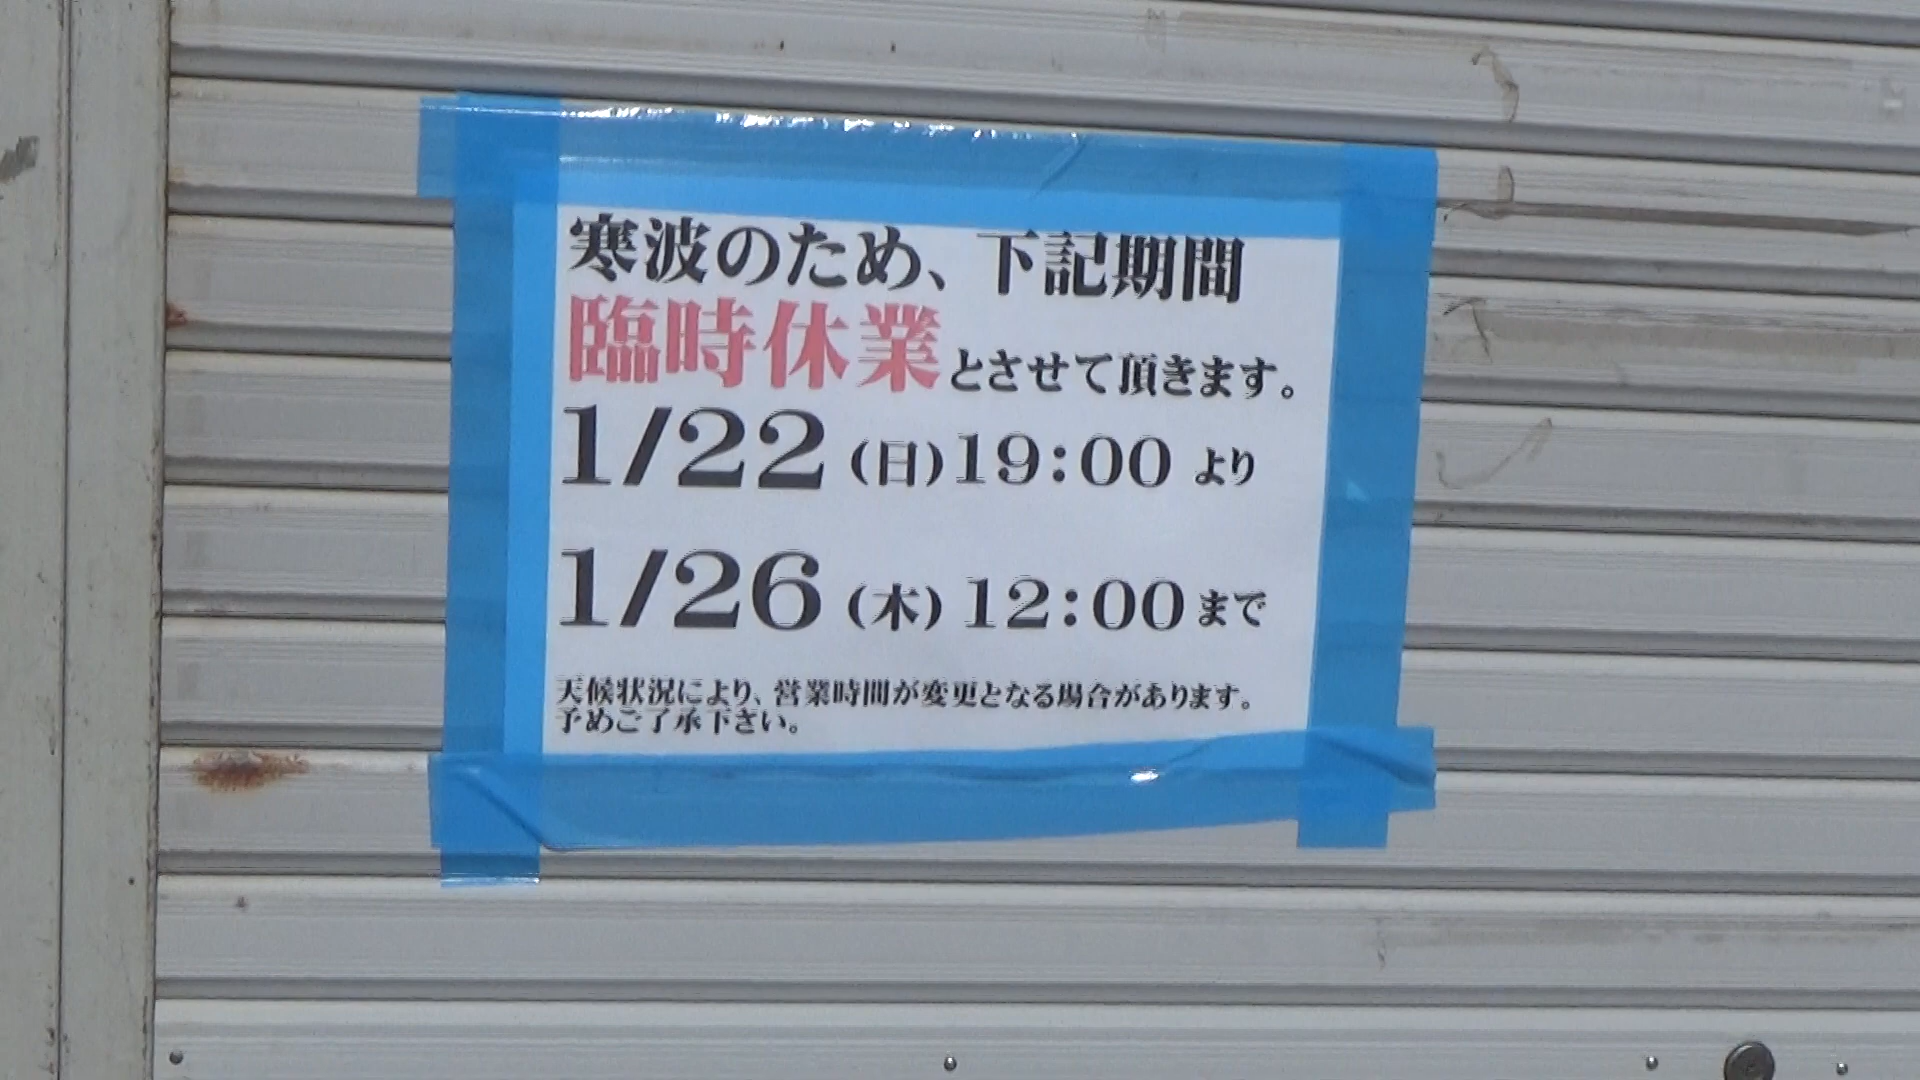 寒波のため、下記期間
臨時休業とさせて頂きます。
1/22(日)19:00より
1/26(木)12:00まで
天候状況により、営業時間が変更となる場合があります。
予めご了承下さい。